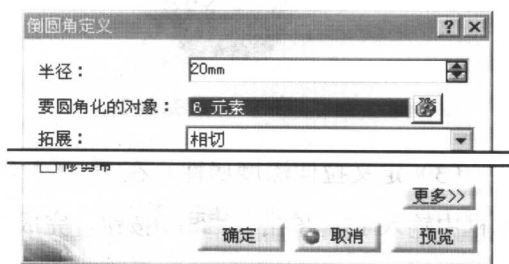 倒圆角定义 ? ×
半径： 20mm
要圆角化的对象： 6 元素
拓展： 相切
更多>>
确定 取消 预览